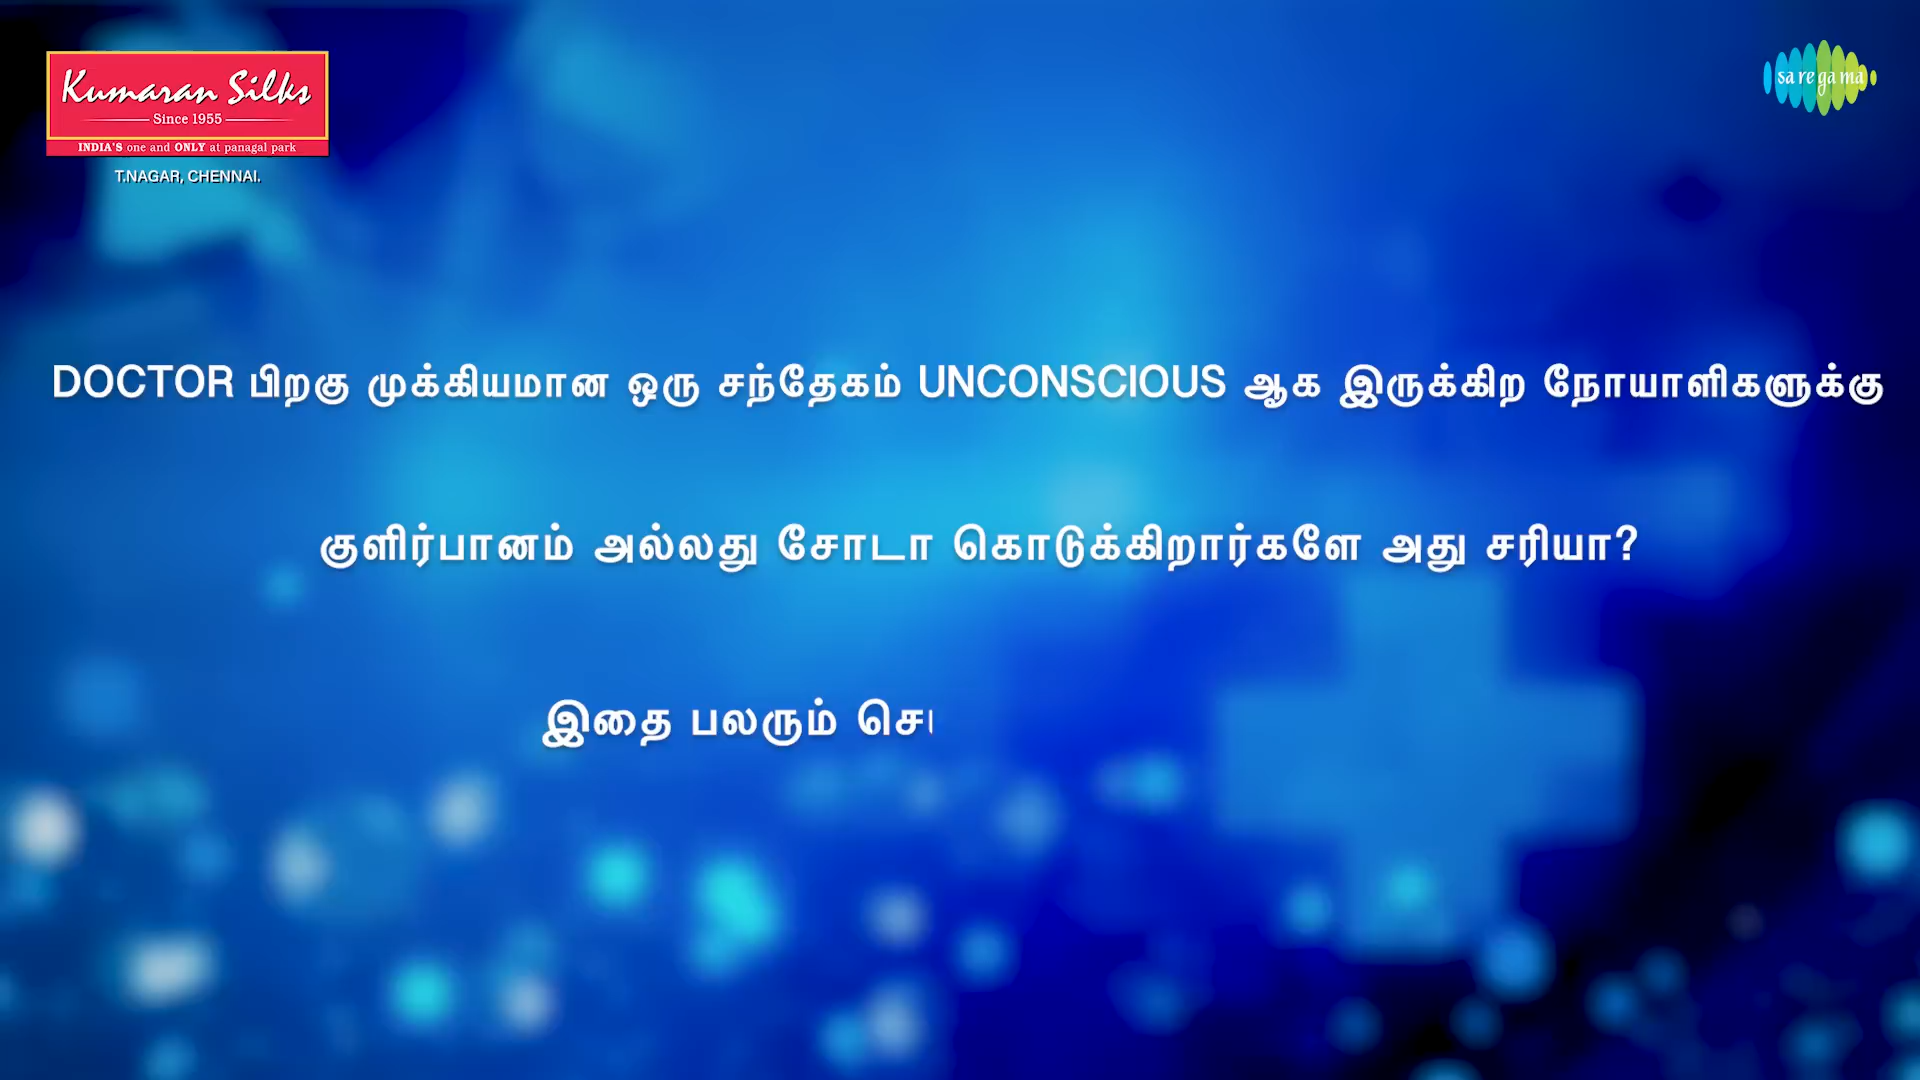 Kumaran Silks
Since 1955
INDIA'S one and ONLY at panagal park
T.NAGAR, CHENNAI.
sa re ga ma
DOCTOR பிறகு முக்கியமான ஒரு சந்தேகம் UNCONSCIOUS ஆக இருக்கிற நோயாளிகளுக்கு
குளிர்பானம் அல்லது சோடா கொடுக்கிறார்களே அது சரியா?
இதை பலரும்